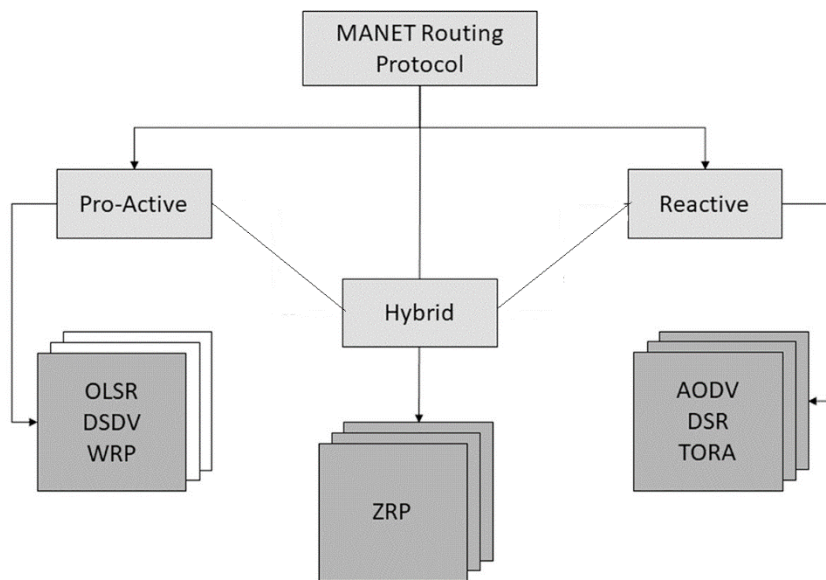 MANET Routing
Protocol
Pro-Active
Reactive
Hybrid
OLSR
DSDV
WRP
AODV
DSR
TORA
ZRP